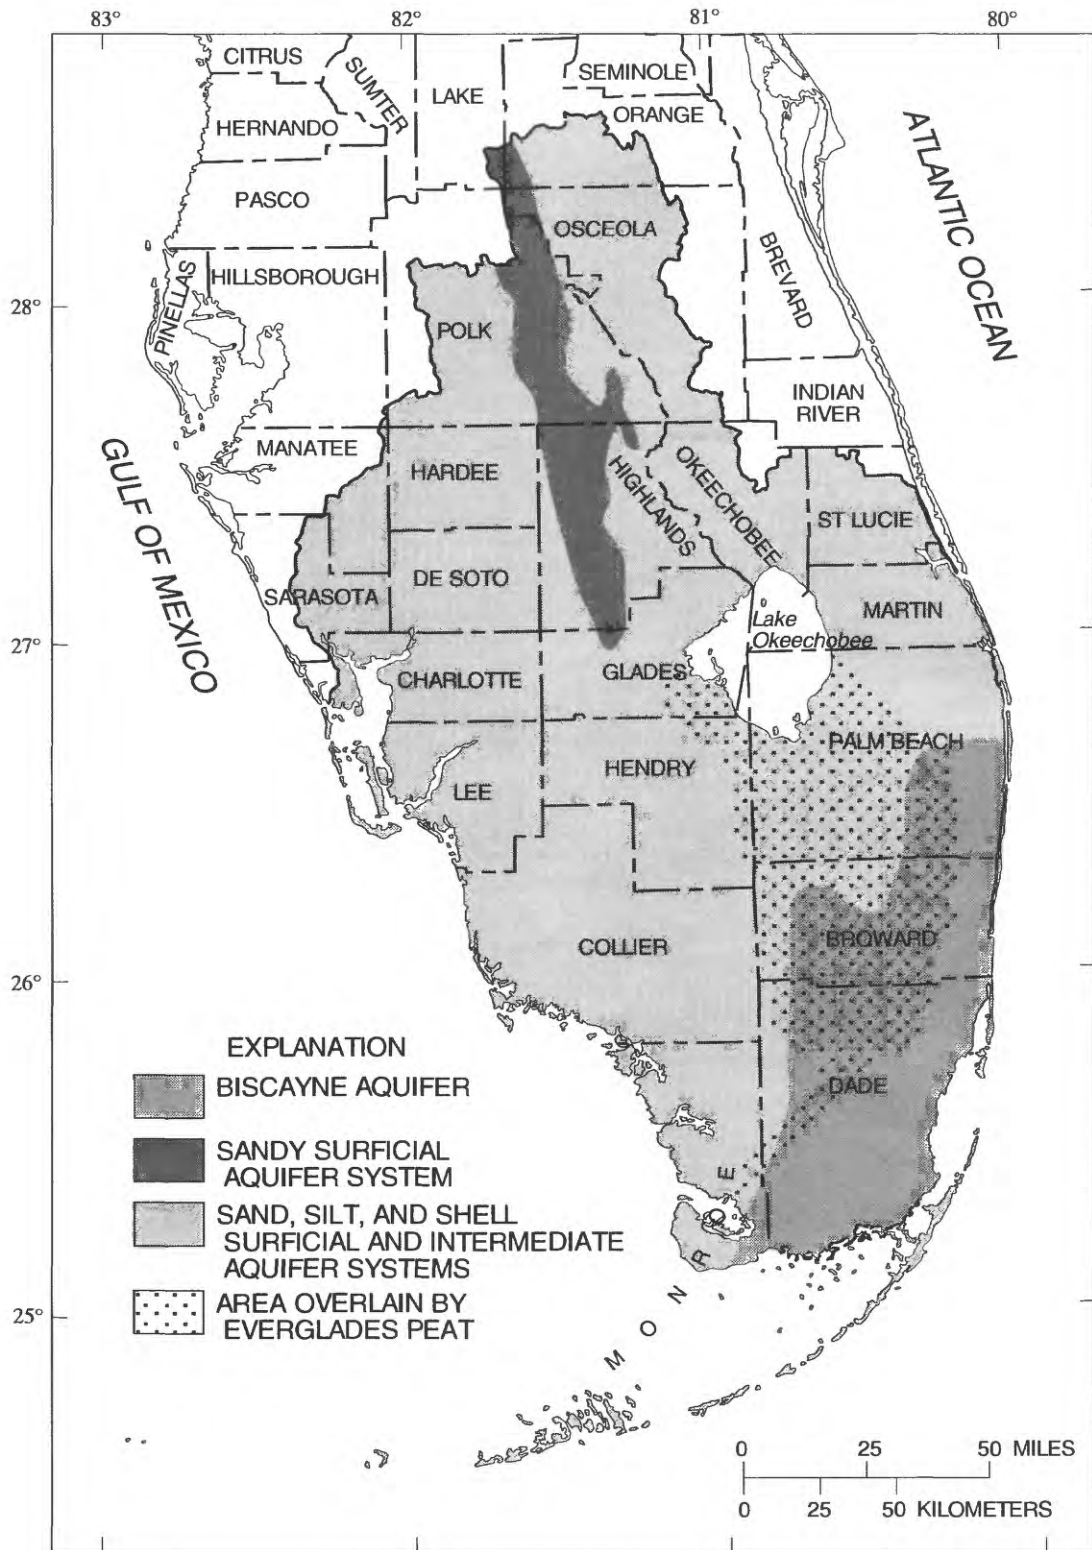 83°
82°
81°
80°
CITRUS
SUMTER
LAKE
SEMINOLE
ORANGE
HERNANDO
PASCO
OSCEOLA
ATLANTIC OCEAN
BREVARD
HILLSBOROUGH
PINELLAS
28°
POLK
INDIAN
RIVER
MANATEE
HARDEE
HIGHLANDS
OKEECHOBEE
ST LUCIE
GULF OF MEXICO
DE SOTO
SARASOTA
MARTIN
Lake
Okeechobee
27°
CHARLOTTE
GLADES
PALM BEACH
HENDRY
LEE
COLLIER
BROWARD
26°
DADE
MONROE
25°
EXPLANATION
BISCAYNE AQUIFER
SANDY SURFICIAL
AQUIFER SYSTEM
SAND, SILT, AND SHELL
SURFICIAL AND INTERMEDIATE
AQUIFER SYSTEMS
AREA OVERLAIN BY
EVERGLADES PEAT
0 25 50 MILES
0 25 50 KILOMETERS